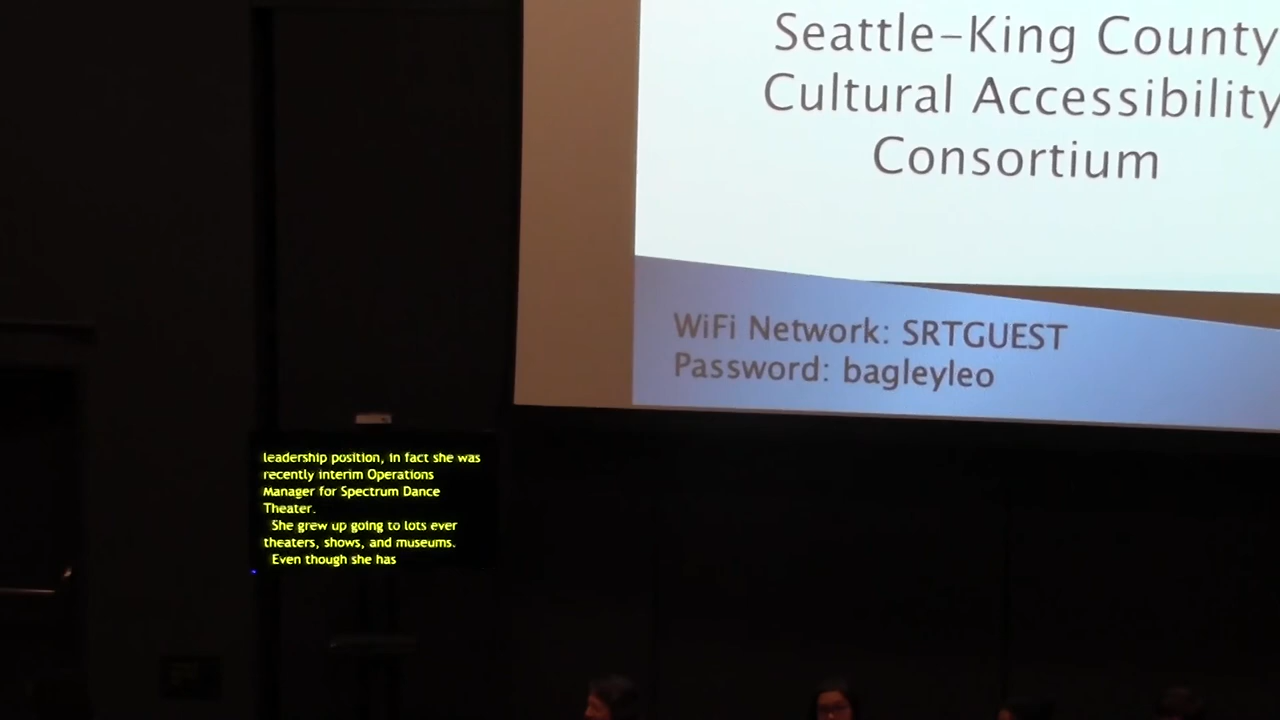 Seattle-King County
Cultural Accessibility
Consortium
WiFi Network: SRTGUEST
Password: bagleyleo
leadership position, in fact she was
recently interim Operations
Manager for Spectrum Dance
Theater.
She grew up going to lots ever
theaters, shows, and museums.
Even though she has